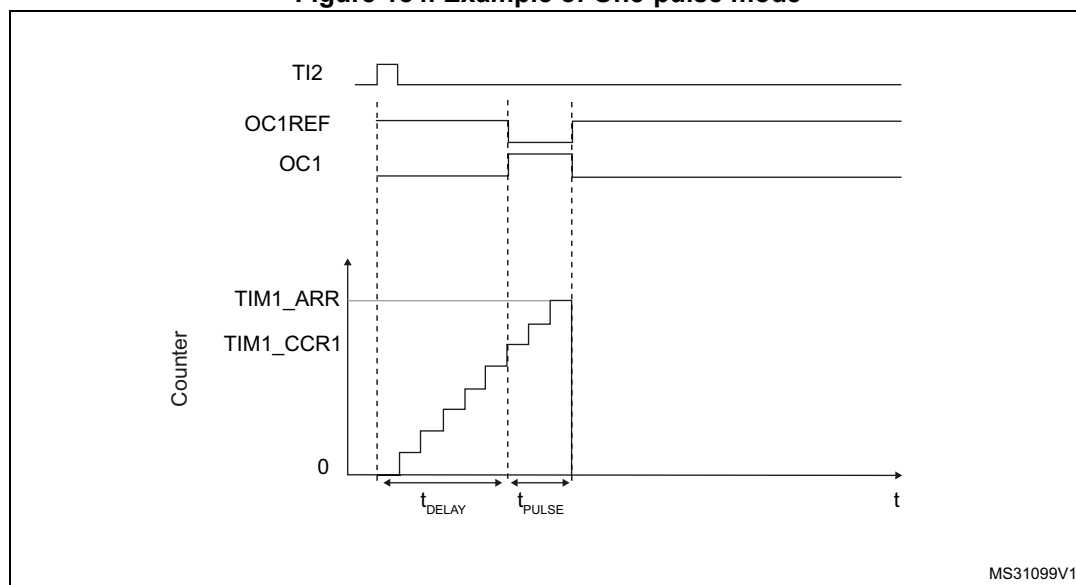 TI2
OC1REF
OC1
TIM1_ARR
TIM1_CCR1
Counter
0
tDELAY
tPULSE
t
MS31099V1